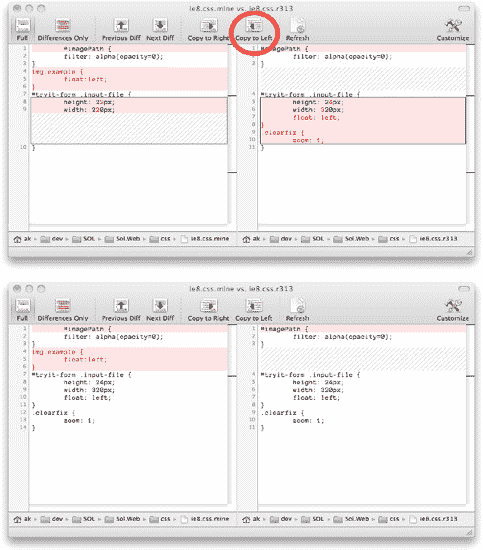 ie8.css.mine vs. ie8.css.r313
Full Differences Only Previous Diff Next Diff Copy to Right Copy to Left Refresh Customize
1 #imagePath {
2 filter: alpha(opacity=0);
3 }
4 img.example {
5 float:left;
6 }
7 #tryit-form .input-file {
8 height: 22px;
9 width: 320px;
10 }
1 #imagePath {
2 filter: alpha(opacity=0);
3 }
4 #tryit-form .input-file {
5 height: 24px;
6 width: 320px;
7 float: left;
8 }
9 .clearfix {
10 zoom: 1;
11 }
ak dev SOL Sol.Web css ie8.css.mine
ak dev SOL Sol.Web css ie8.css.r313
ie8.css.mine vs. ie8.css.r313
Full Differences Only Previous Diff Next Diff Copy to Right Copy to Left Refresh Customize
1 #imagePath {
2 filter: alpha(opacity=0);
3 }
4 img.example {
5 float:left;
6 }
7 #tryit-form .input-file {
8 height: 24px;
9 width: 320px;
10 float: left;
11 }
12 .clearfix {
13 zoom: 1;
14 }
1 #imagePath {
2 filter: alpha(opacity=0);
3 }
4 #tryit-form .input-file {
5 height: 24px;
6 width: 320px;
7 float: left;
8 }
9 .clearfix {
10 zoom: 1;
11 }
ak dev SOL Sol.Web css ie8.css.mine
ak dev SOL Sol.Web css ie8.css.r313